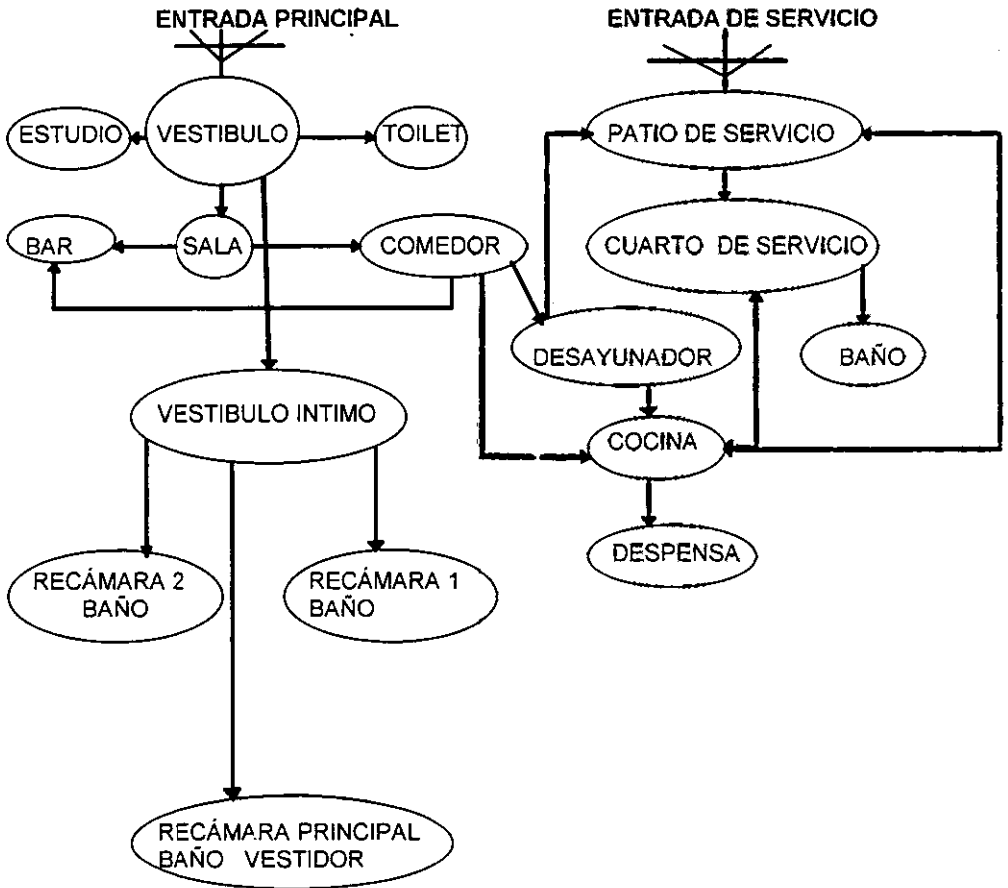 ENTRADA PRINCIPAL
ENTRADA DE SERVICIO
ESTUDIO
VESTIBULO
TOILET
PATIO DE SERVICIO
BAR
SALA
COMEDOR
CUARTO DE SERVICIO
DESAYUNADOR
BAÑO
VESTIBULO INTIMO
COCINA
DESPENSA
RECÁMARA 2
BAÑO
RECÁMARA 1
BAÑO
RECÁMARA PRINCIPAL
BAÑO VESTIDOR